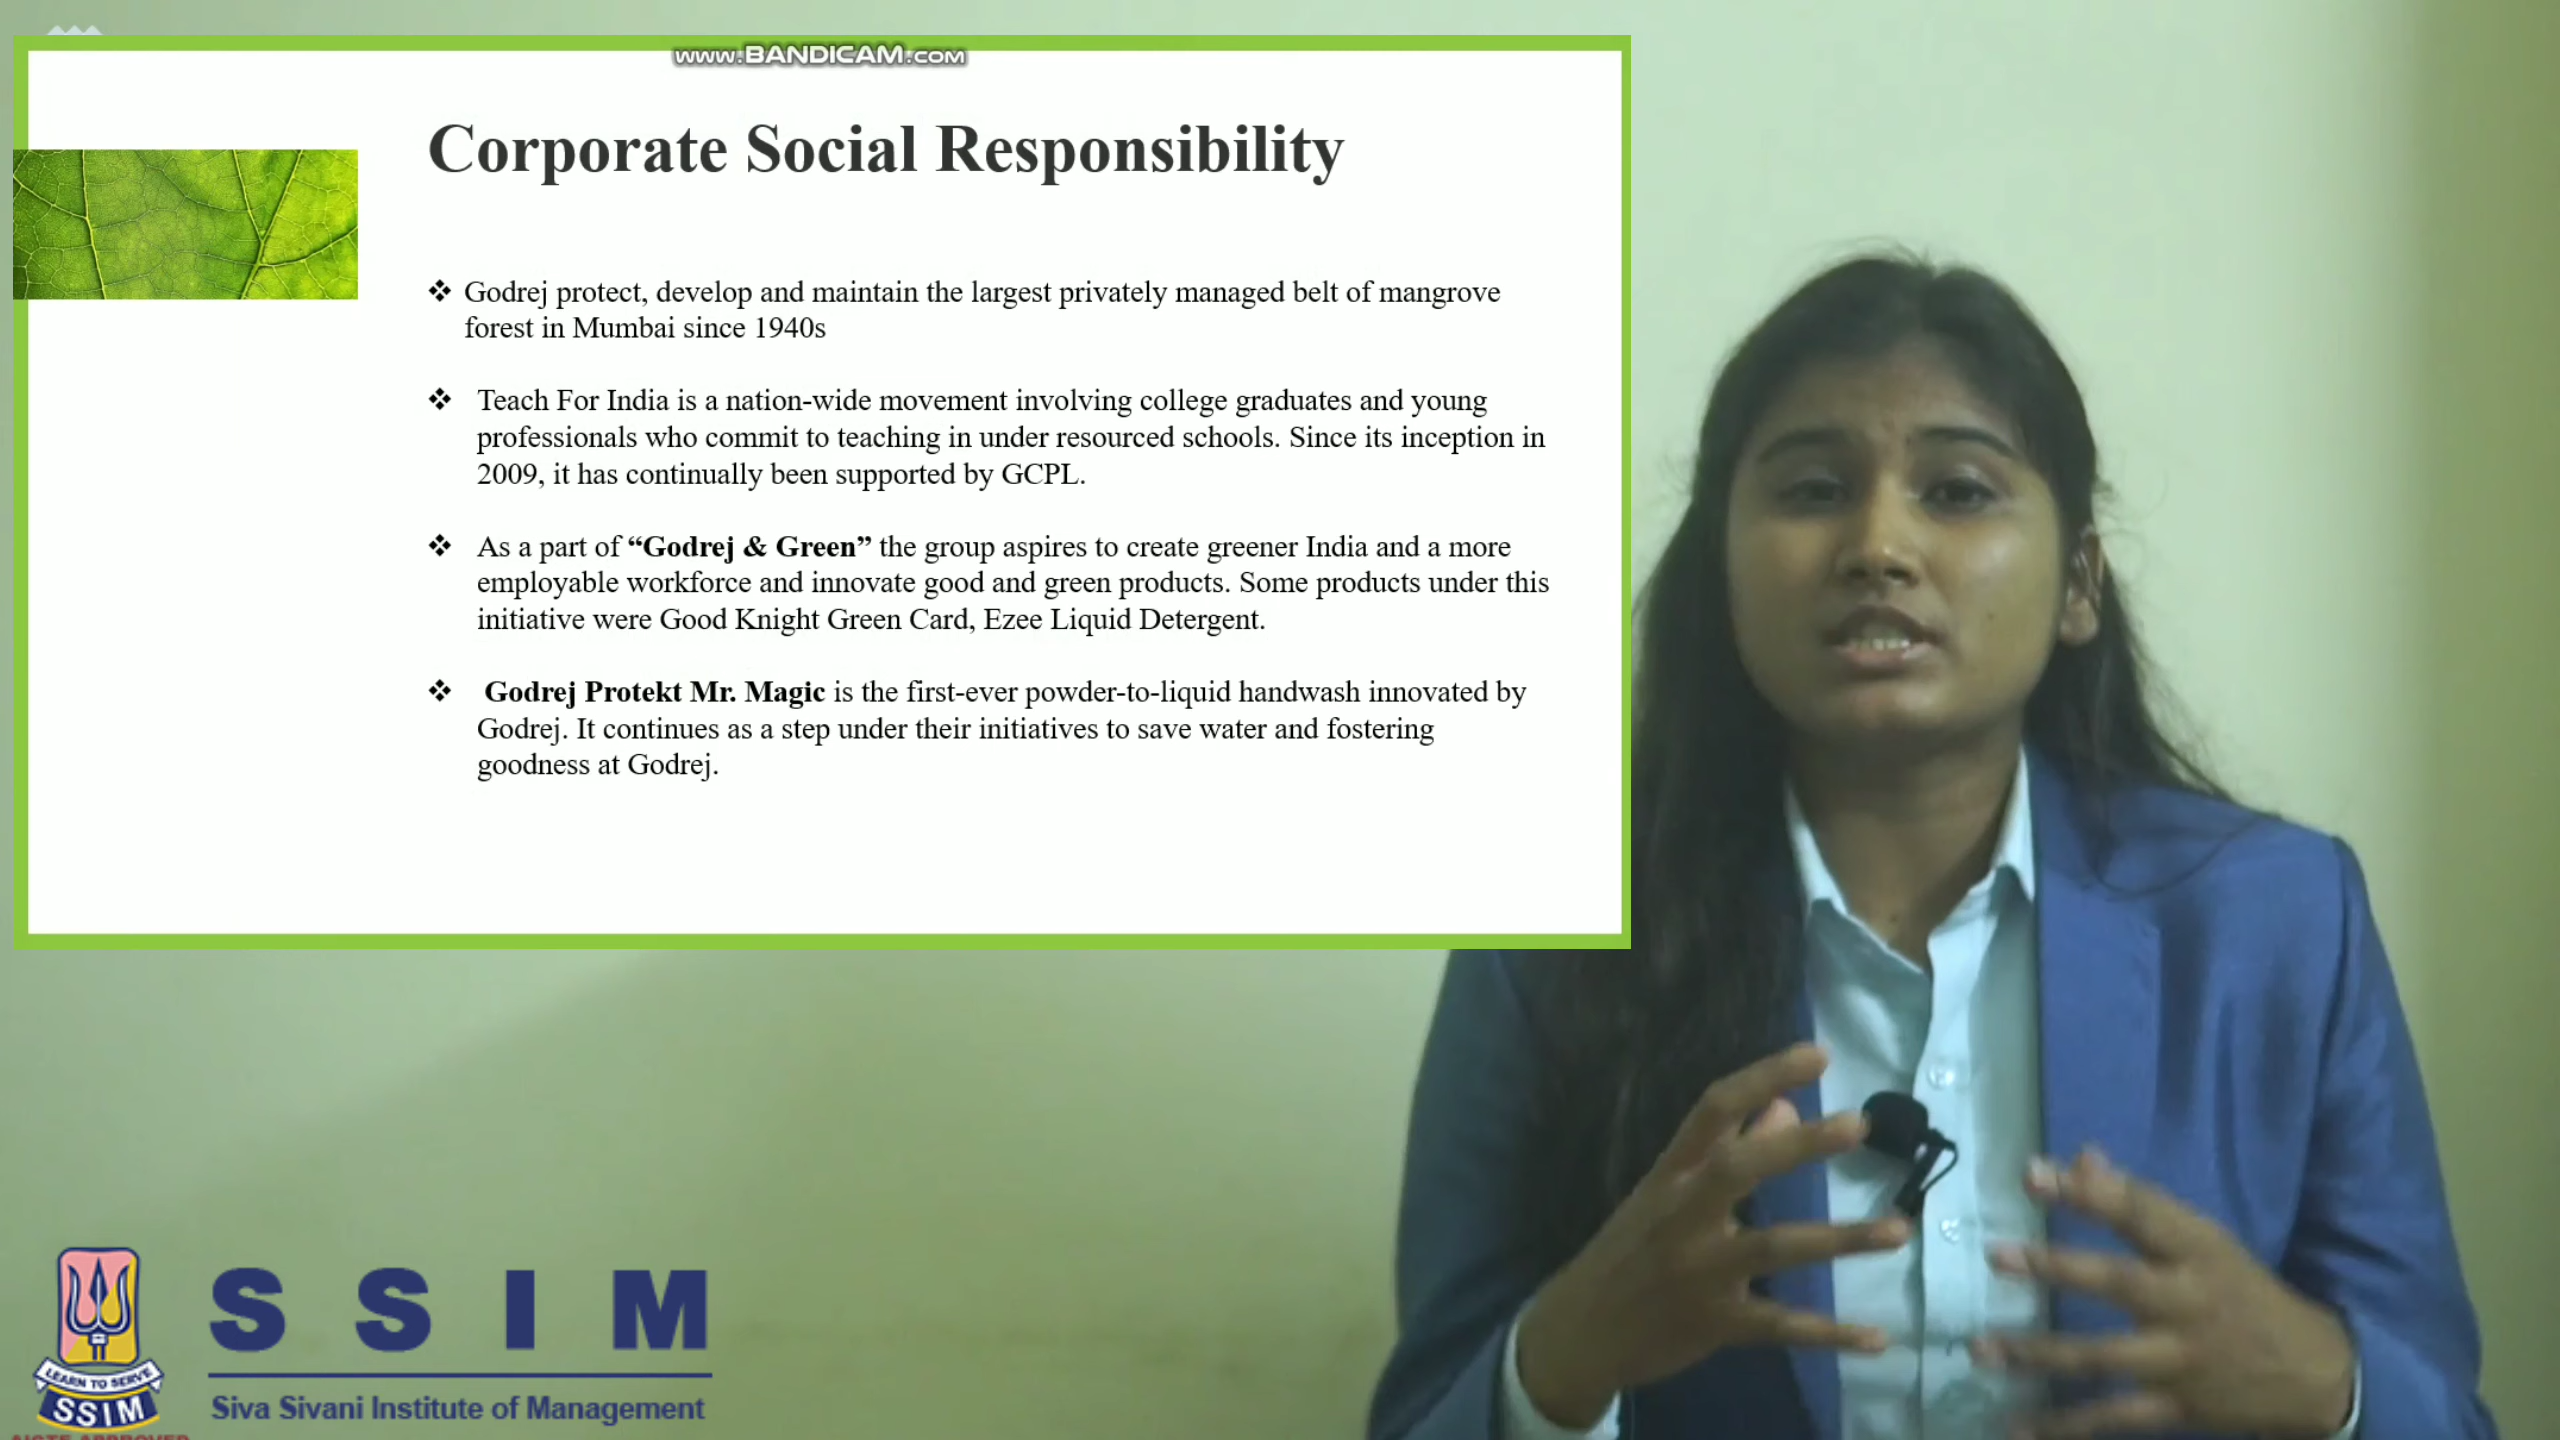 www.BANDICAM.com
Corporate Social Responsibility
❖ Godrej protect, develop and maintain the largest privately managed belt of mangrove
forest in Mumbai since 1940s
❖ Teach For India is a nation-wide movement involving college graduates and young
professionals who commit to teaching in under resourced schools. Since its inception in
2009, it has continually been supported by GCPL.
❖ As a part of “Godrej & Green” the group aspires to create greener India and a more
employable workforce and innovate good and green products. Some products under this
initiative were Good Knight Green Card, Ezee Liquid Detergent.
❖ Godrej Protekt Mr. Magic is the first-ever powder-to-liquid handwash innovated by
Godrej. It continues as a step under their initiatives to save water and fostering
goodness at Godrej.
LEARN TO SERVE
SSIM
AICTE APPROVED
SSIM
Siva Sivani Institute of Management